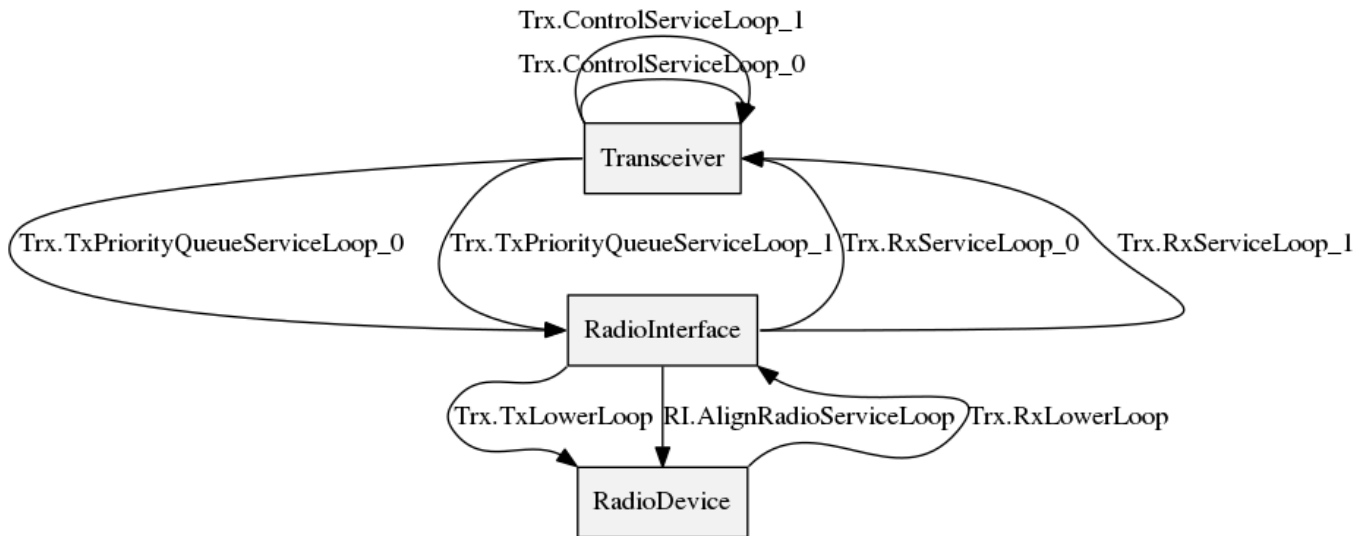 Trx.ControlServiceLoop_1
Trx.ControlServiceLoop_0
Transceiver
Trx.TxPriorityQueueServiceLoop_0
Trx.TxPriorityQueueServiceLoop_1
Trx.RxServiceLoop_0
Trx.RxServiceLoop_1
RadioInterface
Trx.TxLowerLoop
RI.AlignRadioServiceLoop
Trx.RxLowerLoop
RadioDevice